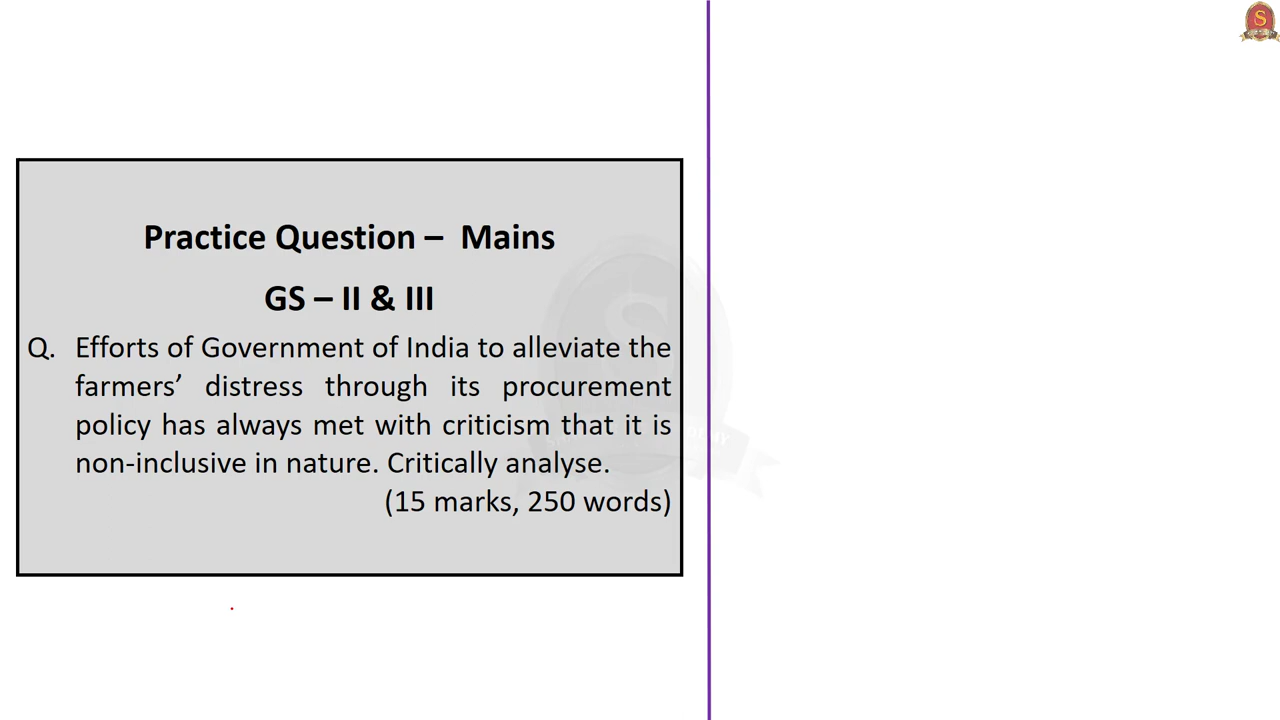 Practice Question – Mains
GS – II & III
Q. Efforts of Government of India to alleviate the
farmers’ distress through its procurement
policy has always met with criticism that it is
non-inclusive in nature. Critically analyse.
(15 marks, 250 words)
S